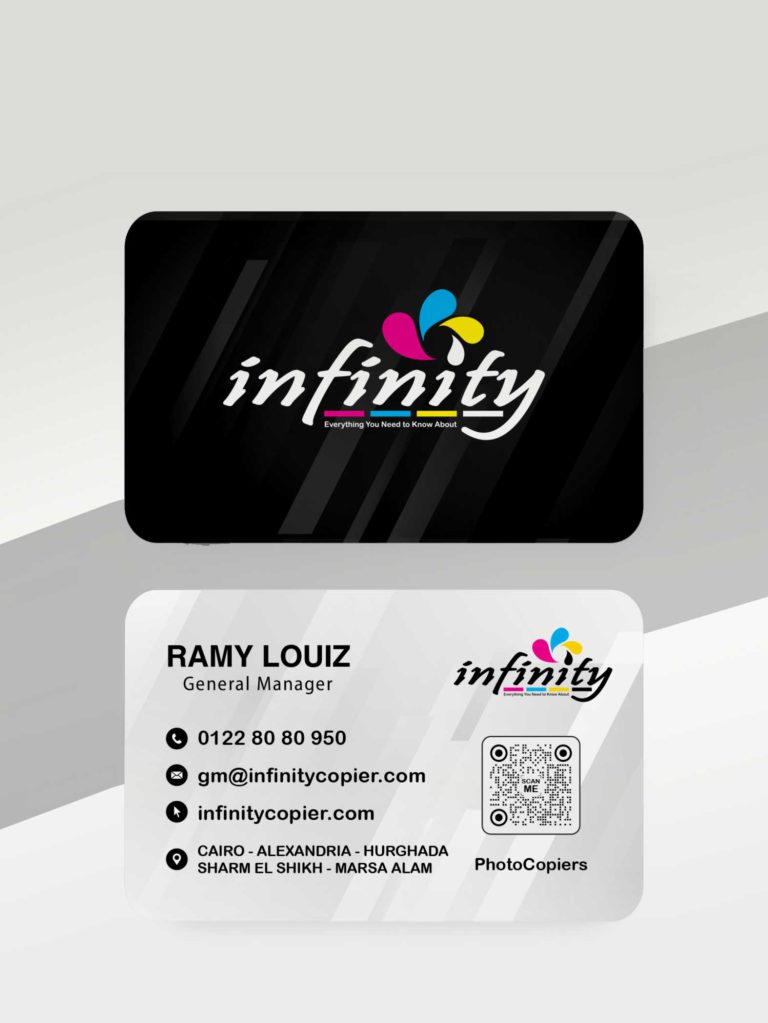 infinity
Everything You Need to Know About
RAMY LOUIZ
General Manager
infinity
Everything You Need to Know About
0122 80 80 950
gm@infinitycopier.com
infinitycopier.com
CAIRO - ALEXANDRIA - HURGHADA
SHARM EL SHIKH - MARSA ALAM
SCAN
ME
PhotoCopiers